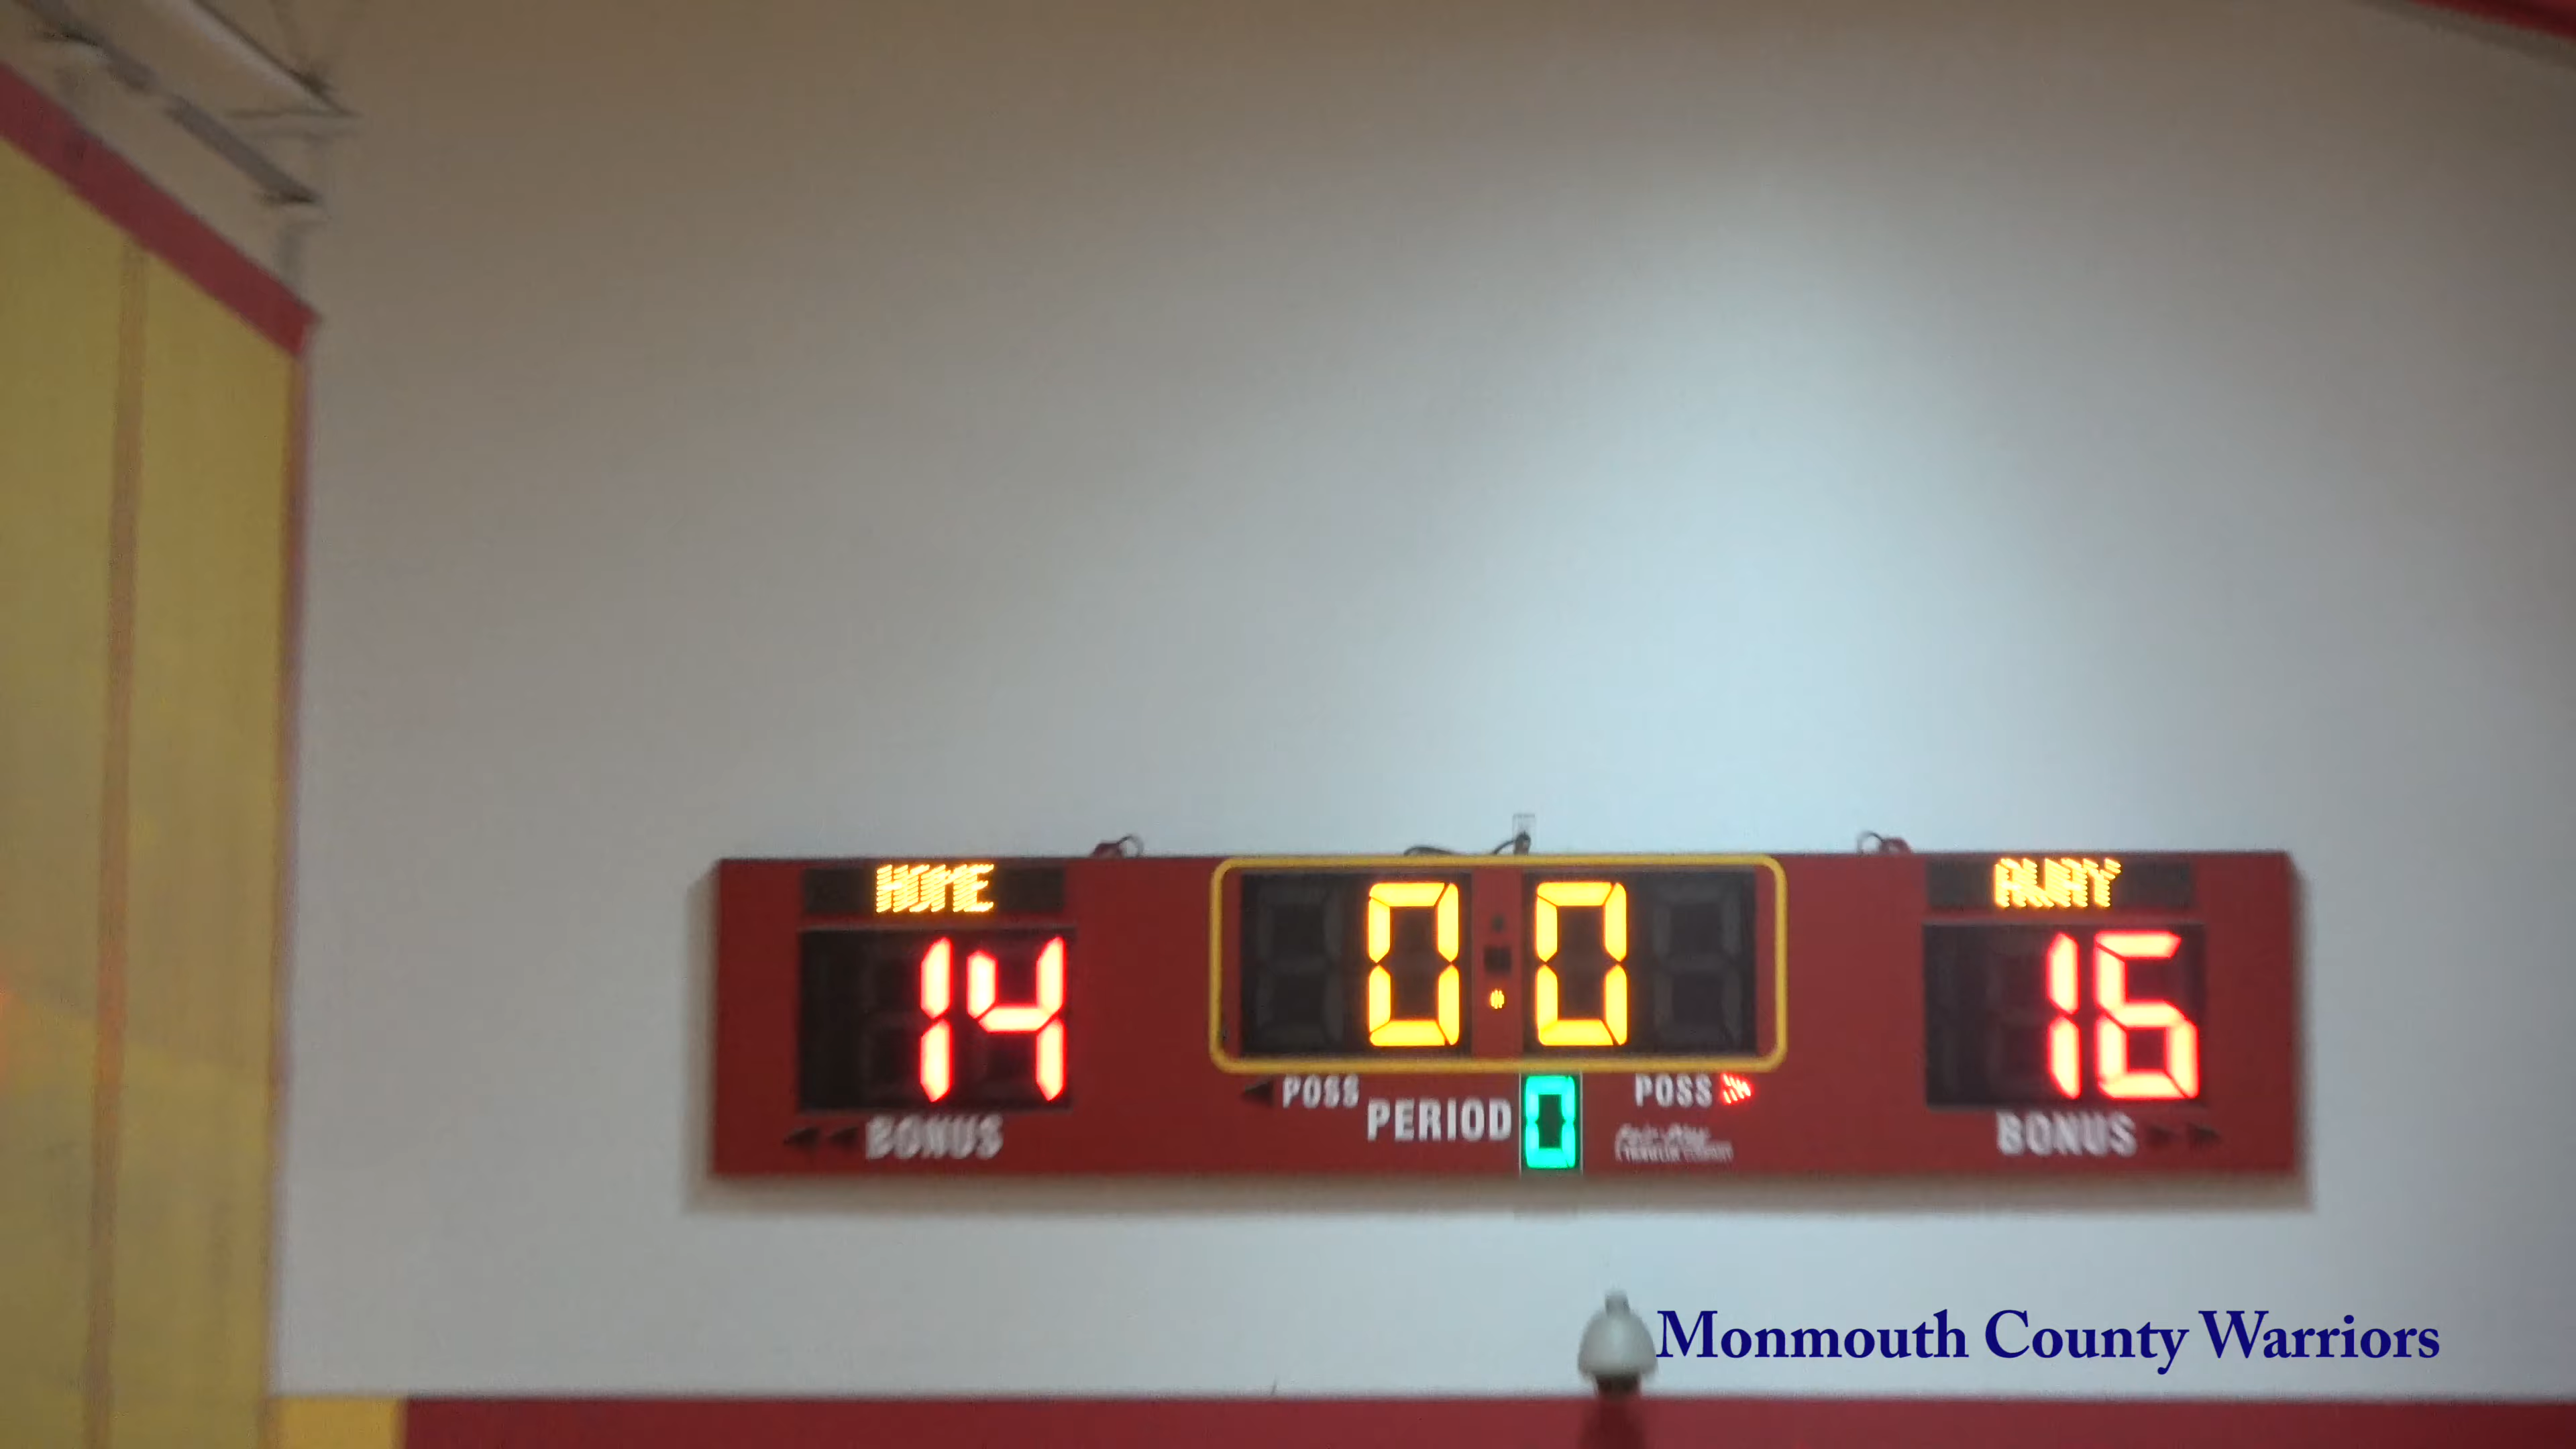 HOME 0.0 AWAY
14 16
POSS PERIOD 0 POSS
BONUS BONUS
Monmouth County Warriors